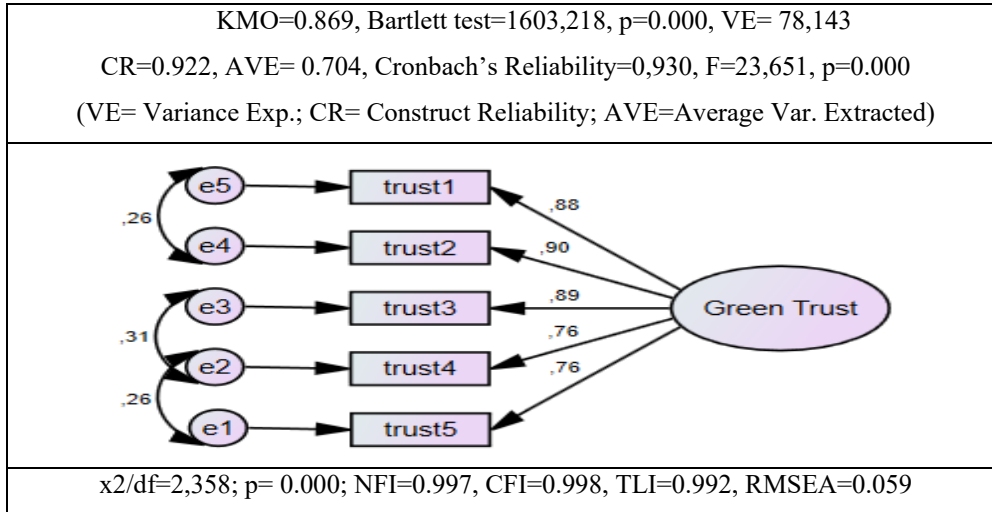 KMO=0.869, Bartlett test=1603,218, p=0.000, VE= 78,143
CR=0.922, AVE= 0.704, Cronbach’s Reliability=0,930, F=23,651, p=0.000
(VE= Variance Exp.; CR= Construct Reliability; AVE=Average Var. Extracted)
e5 trust1 ,88
,26
e4 trust2 ,90
e3 trust3 ,89 Green Trust
,31
e2 trust4 ,76
,26
e1 trust5 ,76
x2/df=2,358; p= 0.000; NFI=0.997, CFI=0.998, TLI=0.992, RMSEA=0.059